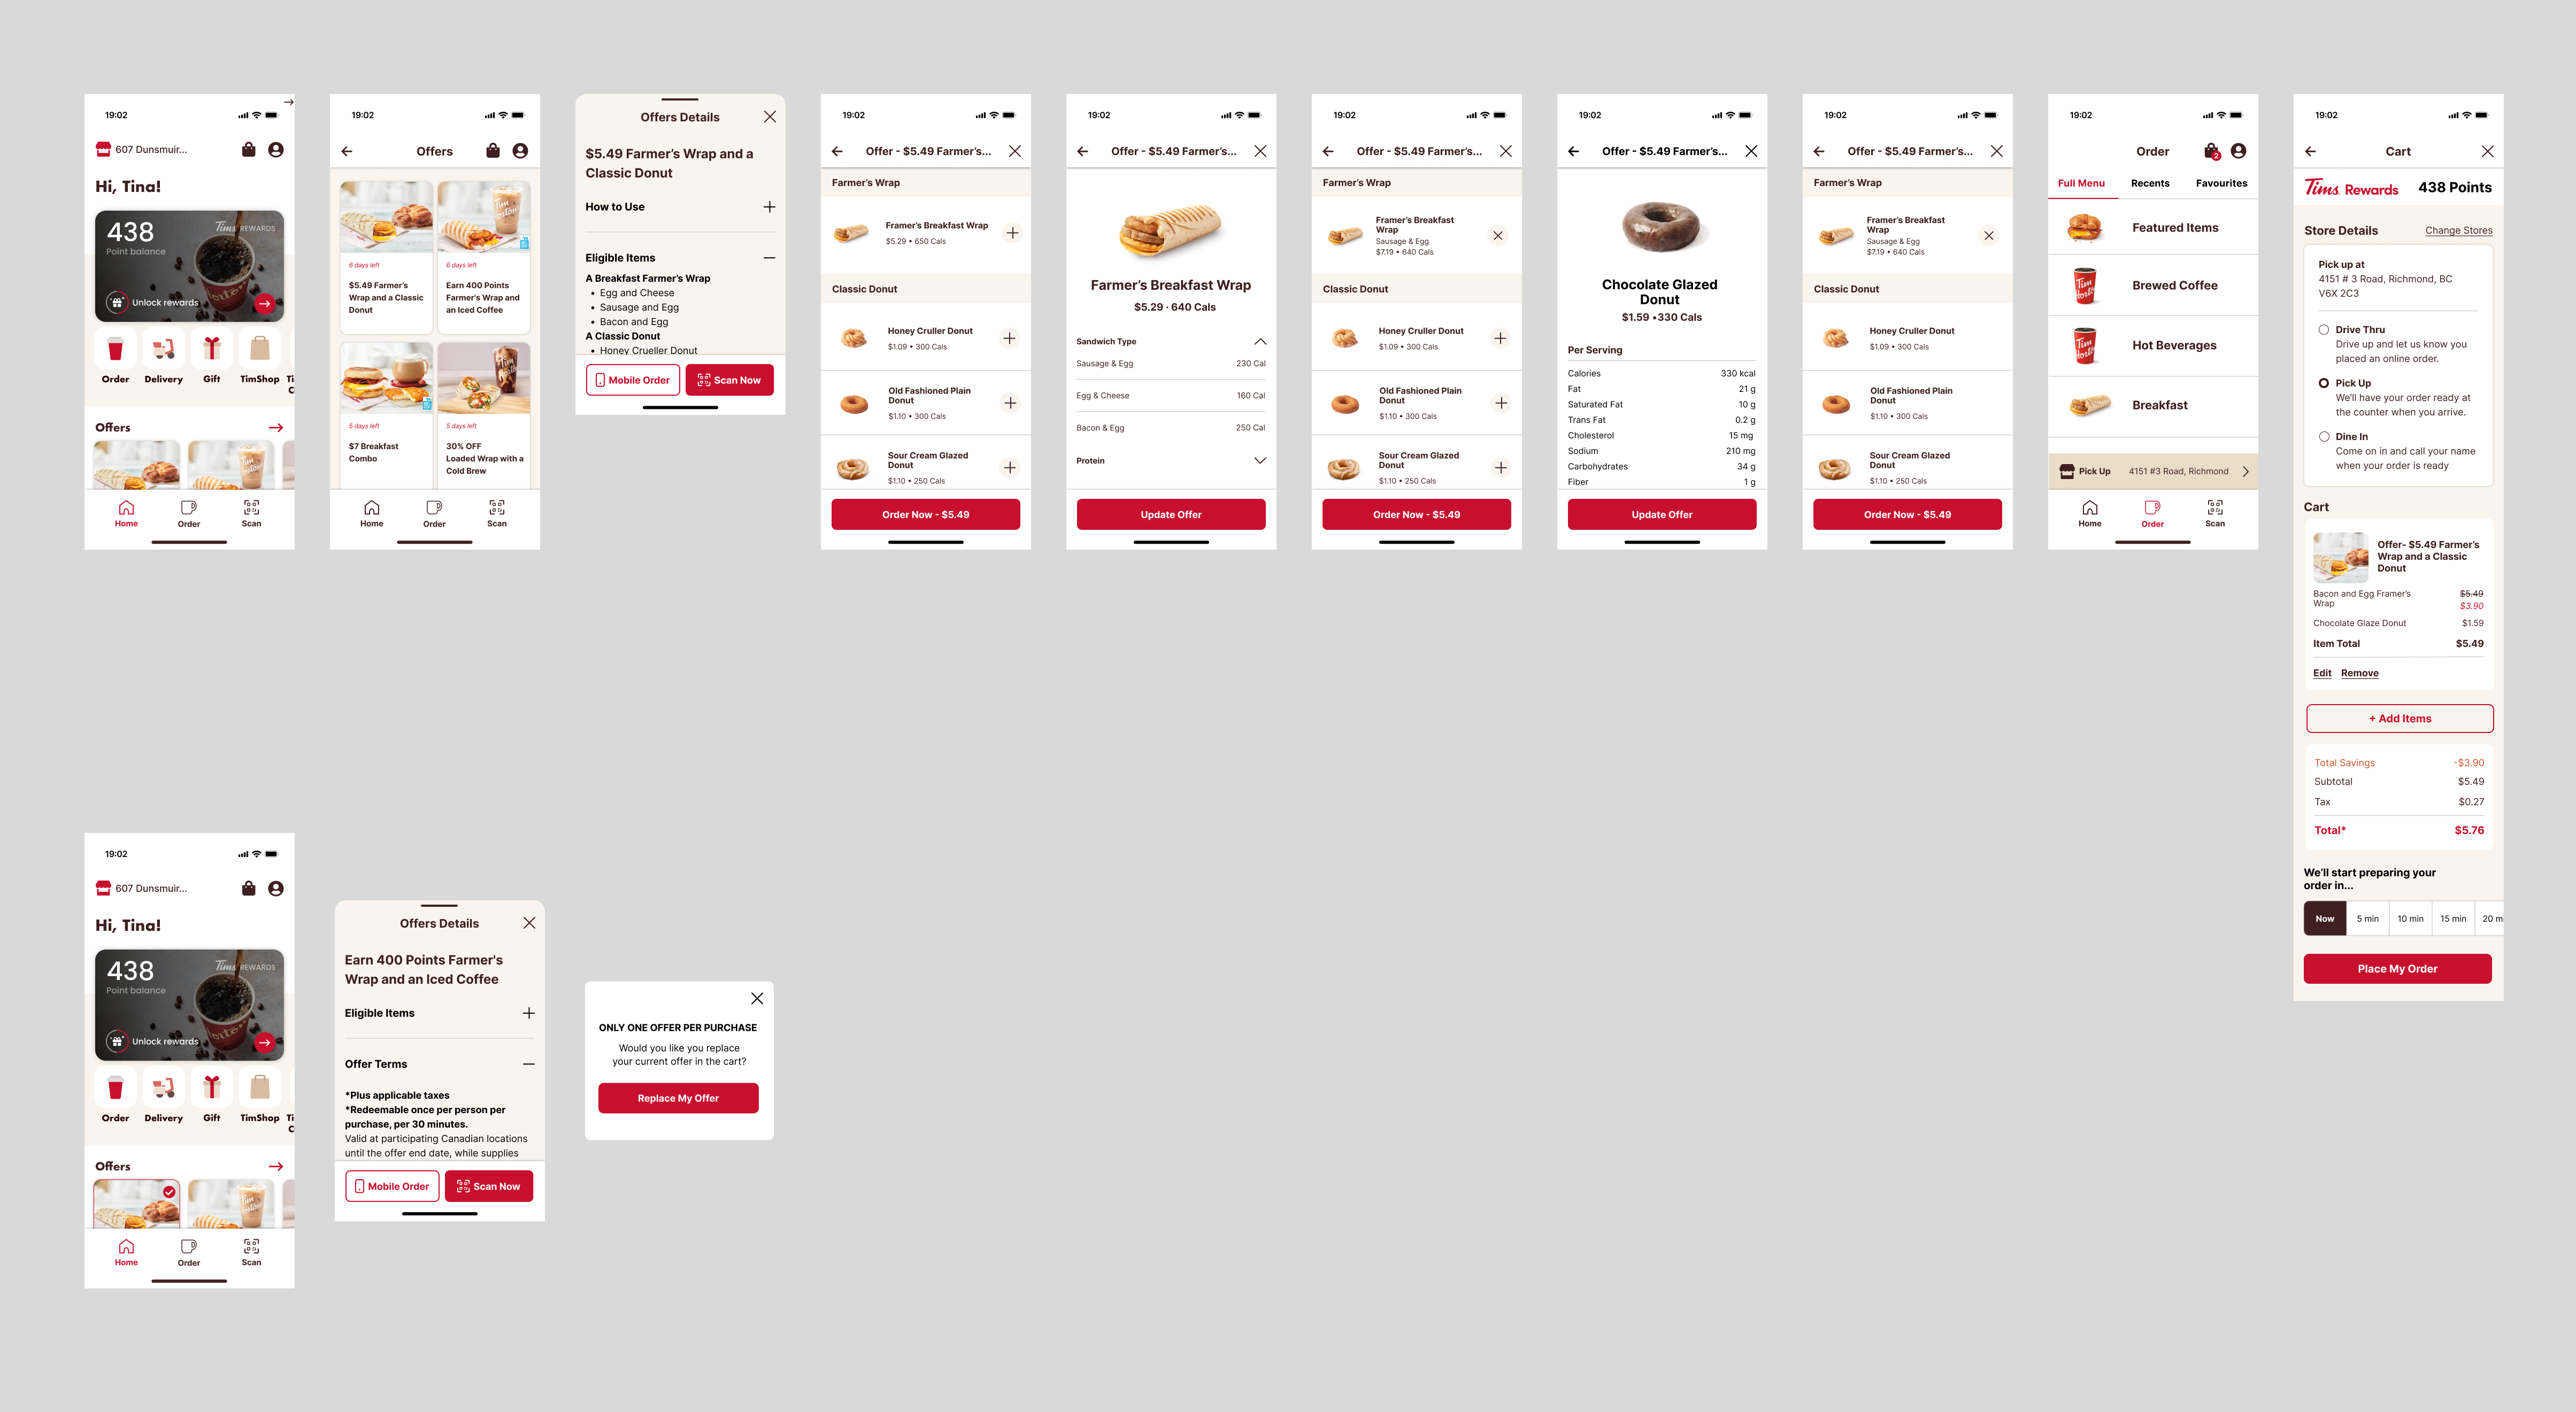 19:02
607 Dunsmuir...
Hi, Tina!
438
Tims REWARDS
Point balance
Unlock rewards
Order
Delivery
Gift
TimShop
Offers
Home
Order
Scan
19:02
Offers
6 days left
$5.49 Farmer's
Wrap and a Classic
Donut
6 days left
Earn 400 Points
Farmer's Wrap and
an Iced Coffee
5 days left
$7 Breakfast
Combo
5 days left
30% OFF
Loaded Wrap with a
Cold Brew
Home
Order
Scan
Offers Details
$5.49 Farmer's Wrap and a
Classic Donut
How to Use
Eligible Items
A Breakfast Farmer's Wrap
• Egg and Cheese
• Sausage and Egg
• Bacon and Egg
A Classic Donut
• Honey Crueller Donut
Mobile Order
Scan Now
19:02
Offer - $5.49 Farmer's...
Farmer's Wrap
Framer's Breakfast Wrap
$5.29 • 650 Cals
Classic Donut
Honey Cruller Donut
$1.09 • 300 Cals
Old Fashioned Plain
Donut
$1.10 • 300 Cals
Sour Cream Glazed
Donut
$1.10 • 250 Cals
Order Now - $5.49
19:02
Offer - $5.49 Farmer's...
Farmer's Breakfast Wrap
$5.29 · 640 Cals
Sandwich Type
Sausage & Egg 230 Cal
Egg & Cheese 160 Cal
Bacon & Egg 250 Cal
Protein
Update Offer
19:02
Offer - $5.49 Farmer's...
Farmer's Wrap
Framer's Breakfast
Wrap
Sausage & Egg
$7.19 • 640 Cals
Classic Donut
Honey Cruller Donut
$1.09 • 300 Cals
Old Fashioned Plain
Donut
$1.10 • 300 Cals
Sour Cream Glazed
Donut
$1.10 • 250 Cals
Order Now - $5.49
19:02
Offer - $5.49 Farmer's...
Chocolate Glazed
Donut
$1.59 •330 Cals
Per Serving
Calories 330 kcal
Fat 21 g
Saturated Fat 10 g
Trans Fat 0.2 g
Cholesterol 15 mg
Sodium 210 mg
Carbohydrates 34 g
Fiber 1 g
Update Offer
19:02
Offer - $5.49 Farmer's...
Farmer's Wrap
Framer's Breakfast
Wrap
Sausage & Egg
$7.19 • 640 Cals
Classic Donut
Honey Cruller Donut
$1.09 • 300 Cals
Old Fashioned Plain
Donut
$1.10 • 300 Cals
Sour Cream Glazed
Donut
$1.10 • 250 Cals
Order Now - $5.49
19:02
Order
2
Full Menu
Recents
Favourites
Featured Items
Brewed Coffee
Hot Beverages
Breakfast
Pick Up 4151 #3 Road, Richmond
Home
Order
Scan
19:02
Cart
Tims Rewards 438 Points
Store Details
Change Stores
Pick up at
4151 # 3 Road, Richmond, BC
V6X 2C3
Drive Thru
Drive up and let us know you
placed an online order.
Pick Up
We'll have your order ready at
the counter when you arrive.
Dine In
Come on in and call your name
when your order is ready
Cart
Offer- $5.49 Farmer's
Wrap and a Classic
Donut
Bacon and Egg Framer's
Wrap
$5.49
$3.90
Chocolate Glaze Donut $1.59
Item Total $5.49
Edit Remove
+ Add Items
Total Savings -$3.90
Subtotal $5.49
Tax $0.27
Total* $5.76
We'll start preparing your
order in...
Now 5 min 10 min 15 min 20 m
Place My Order
19:02
607 Dunsmuir...
Hi, Tina!
438
Tims REWARDS
Point balance
Unlock rewards
Order
Delivery
Gift
TimShop
Offers
Home
Order
Scan
Offers Details
Earn 400 Points Farmer's
Wrap and an Iced Coffee
Eligible Items
Offer Terms
*Plus applicable taxes
*Redeemable once per person per
purchase, per 30 minutes.
Valid at participating Canadian locations
until the offer end date, while supplies
Mobile Order
Scan Now
ONLY ONE OFFER PER PURCHASE
Would you like you replace
your current offer in the cart?
Replace My Offer